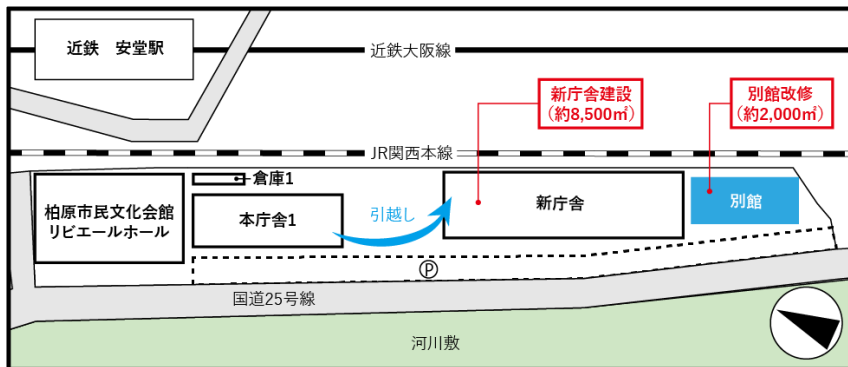 近鉄　安堂駅
近鉄大阪線
新庁舎建設
（約8,500㎡）
別館改修
（約2,000㎡）
JR関西本線
倉庫1
柏原市民文化会館
リビエールホール
本庁舎1
引越し
新庁舎
別館
Ⓟ
国道25号線
河川敷